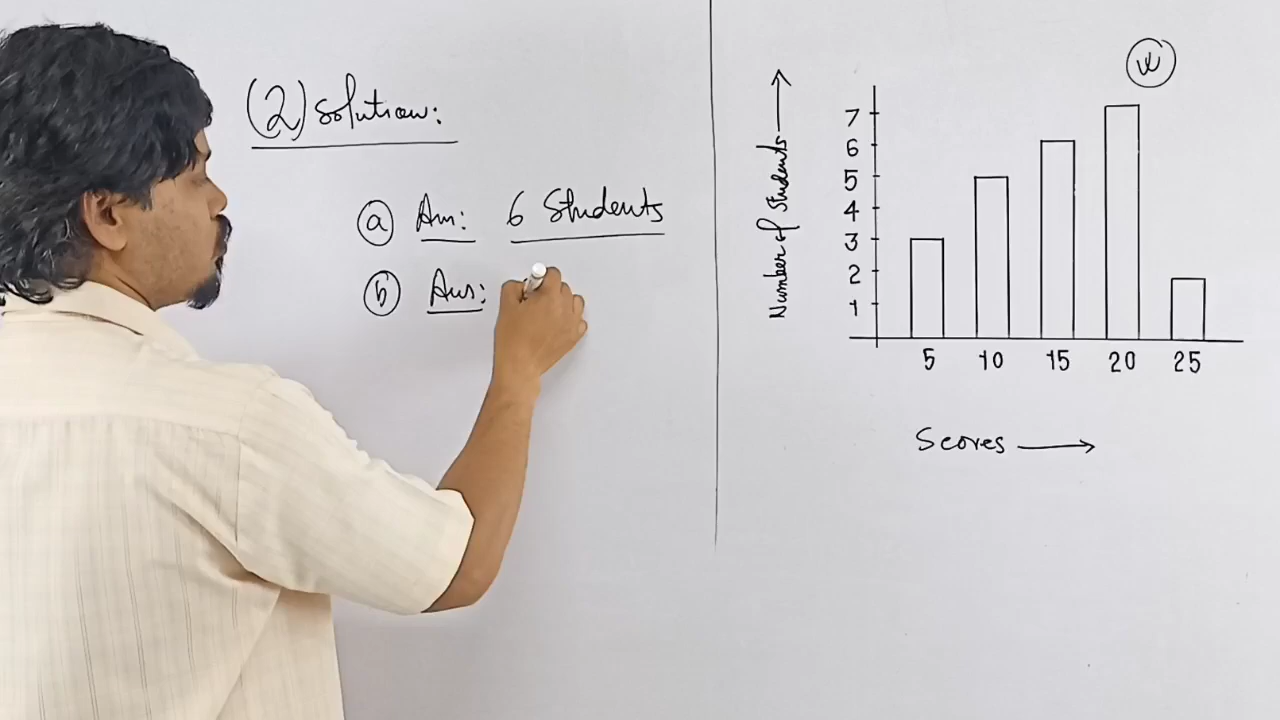 (2) Solution:
(a) Ans: 6 Students
(b) Ans:
Number of Students
7
6
5
4
3
2
1
5 10 15 20 25
Scores